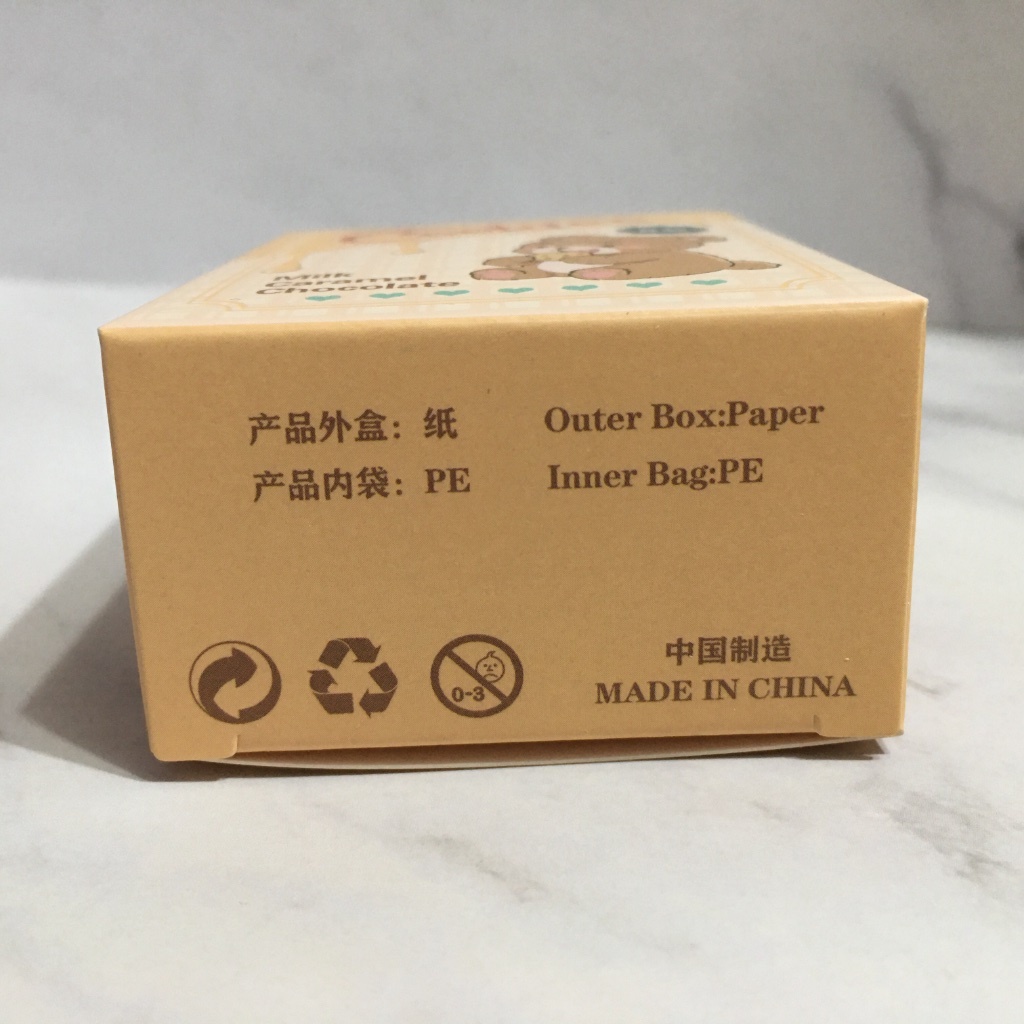 Milk
Caramel
Chocolate
产品外盒：纸 Outer Box:Paper
产品内袋：PE Inner Bag:PE
0-3
中国制造
MADE IN CHINA